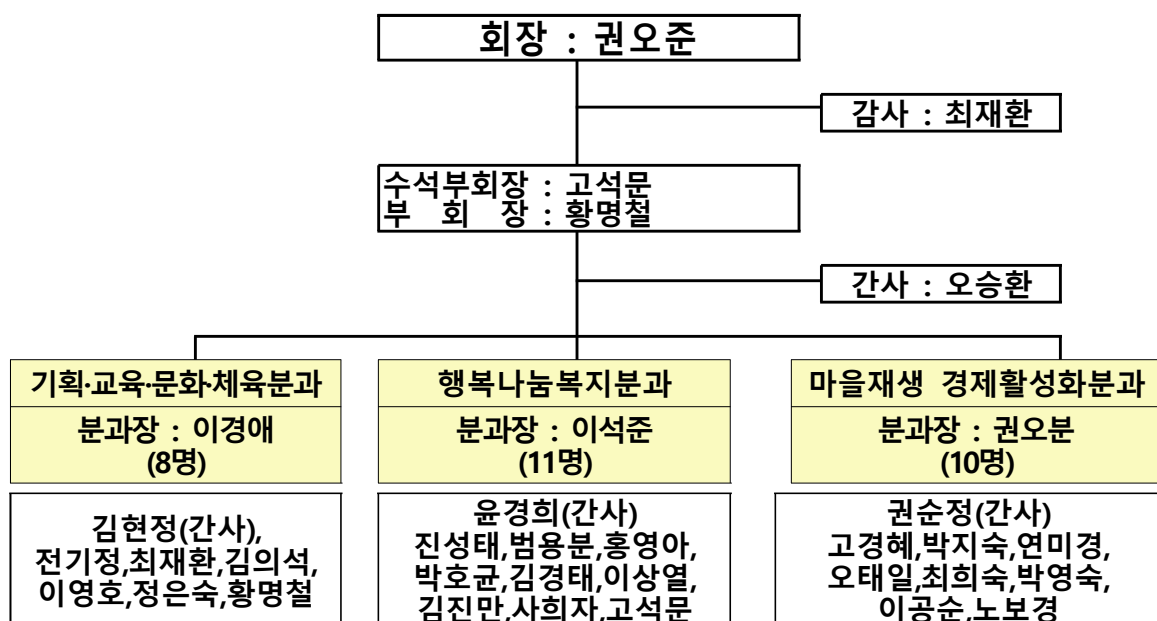 회장 : 권오준
감사 : 최재환
수석부회장 : 고석문
부 회 장 : 황명철
간사 : 오승환
기획·교육·문화·체육분과
분과장 : 이경애
(8명)
김현정(간사),
전기정,최재환,김의석,
이영호,정은숙,황명철
행복나눔복지분과
분과장 : 이석준
(11명)
윤경희(간사)
진성태,범용분,홍영아,
박호균,김경태,이상열,
김진만,사희자,고석문
마을재생 경제활성화분과
분과장 : 권오분
(10명)
권순정(간사)
고경혜,박지숙,연미경,
오태일,최희숙,박영숙,
이공순,노보경